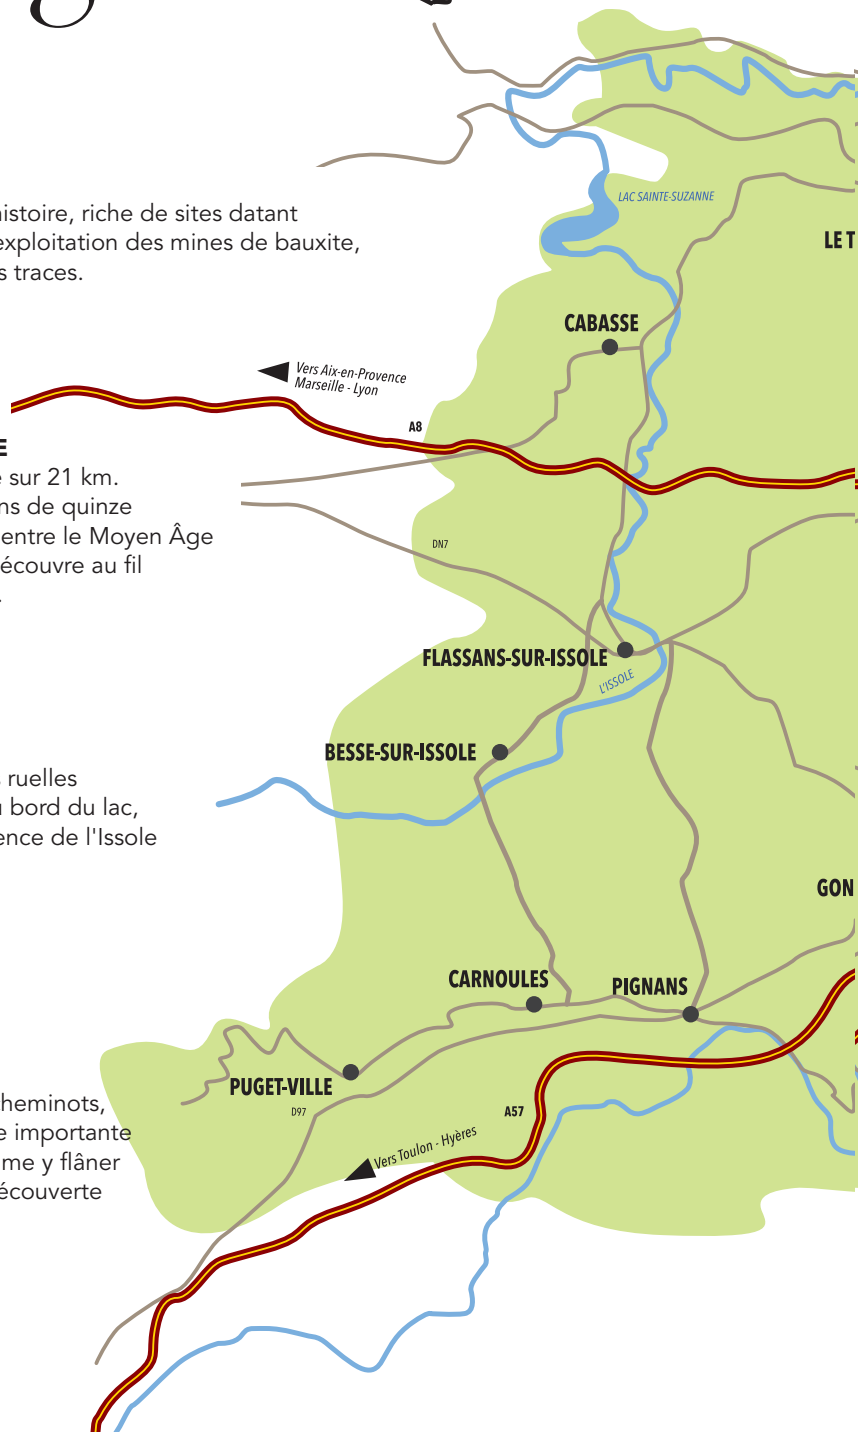 LAC SAINTE-SUZANNE
histoire, riche de sites datant
exploitation des mines de bauxite,
s traces.
LE T
CABASSE
Vers Aix-en-Provence
Marseille - Lyon
A8
E
sur 21 km.
ns de quinze
entre le Moyen Âge
écouvre au fil
DN7
FLASSANS-SUR-ISSOLE
L'ISSOLE
BESSE-SUR-ISSOLE
ruelles
bord du lac,
ence de l'Issole
GON
CARNOULES
PIGNANS
PUGET-VILLE
D97
A57
Vers Toulon - Hyères
cheminots,
e importante
me y flâner
écouverte